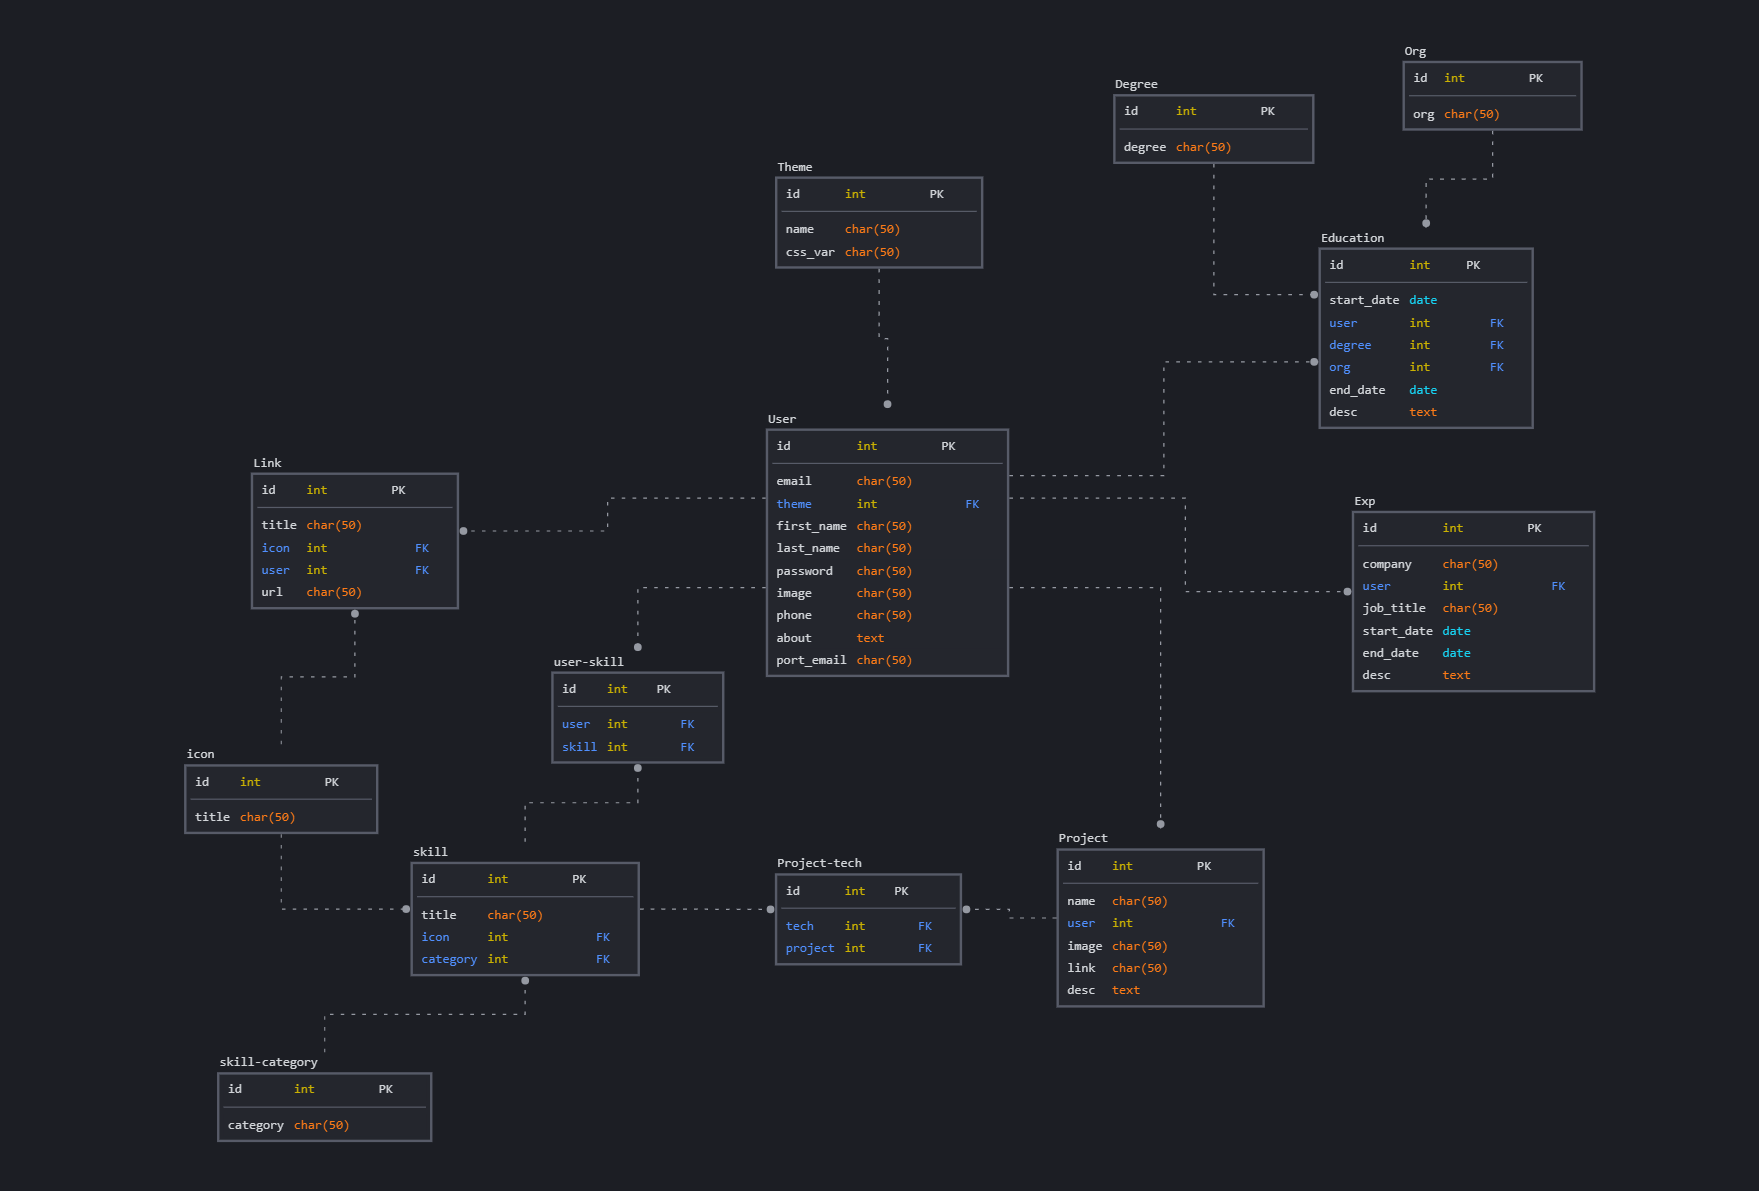 Org
id int PK
org char(50)
Degree
id int PK
degree char(50)
Theme
id int PK
name char(50)
css_var char(50)
Education
id int PK
start_date date
user int FK
degree int FK
org int FK
end_date date
desc text
User
id int PK
email char(50)
theme int FK
first_name char(50)
last_name char(50)
password char(50)
image char(50)
phone char(50)
about text
port_email char(50)
Link
id int PK
title char(50)
icon int FK
user int FK
url char(50)
Exp
id int PK
company char(50)
user int FK
job_title char(50)
start_date date
end_date date
desc text
user-skill
id int PK
user int FK
skill int FK
icon
id int PK
title char(50)
skill
id int PK
title char(50)
icon int FK
category int FK
Project-tech
id int PK
tech int FK
project int FK
Project
id int PK
name char(50)
user int FK
image char(50)
link char(50)
desc text
skill-category
id int PK
category char(50)